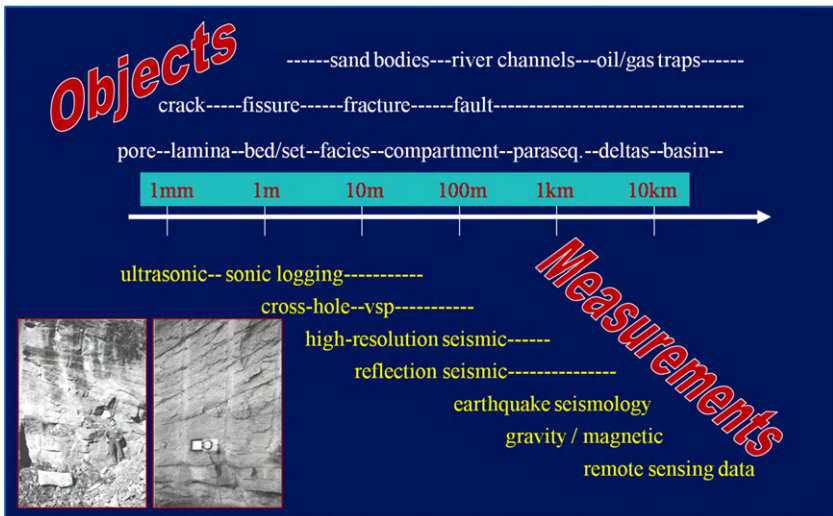 Objects
------sand bodies---river channels---oil/gas traps------
crack-----fissure------fracture------fault----------------------------------
pore--lamina--bed/set--facies--compartment--paraseq.--deltas--basin--
1mm 1m 10m 100m 1km 10km
Measurements
ultrasonic-- sonic logging-----------
cross-hole--vsp-----------
high-resolution seismic------
reflection seismic---------------
earthquake seismology
gravity / magnetic
remote sensing data